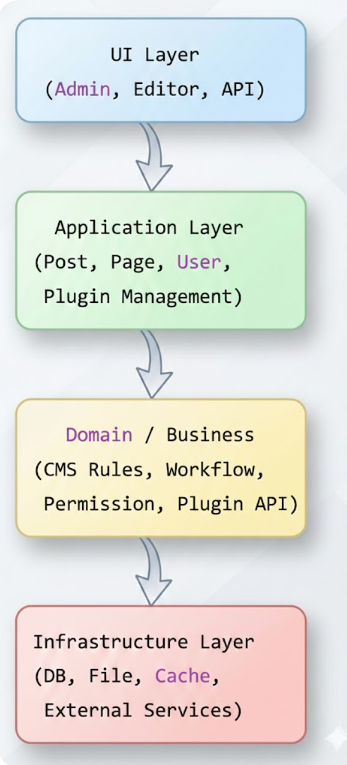 UI Layer
(Admin, Editor, API)
Application Layer
(Post, Page, User,
Plugin Management)
Domain / Business
(CMS Rules, Workflow,
Permission, Plugin API)
Infrastructure Layer
(DB, File, Cache,
External Services)